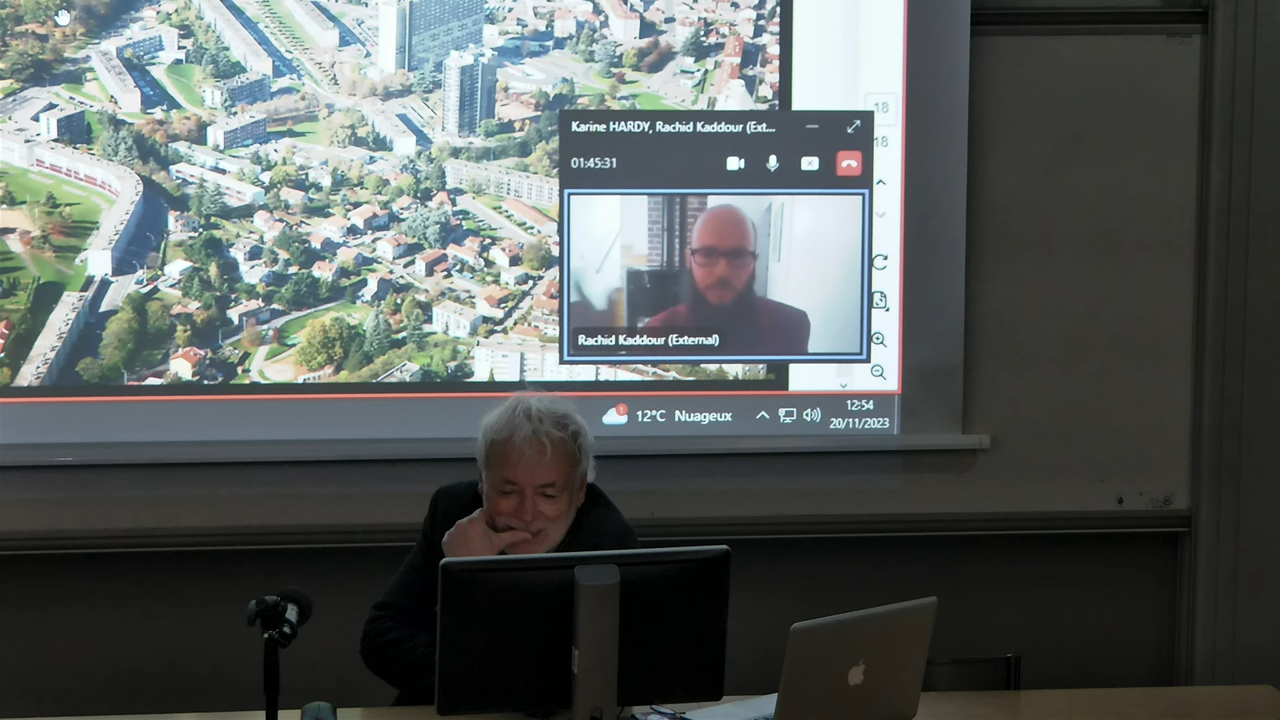 18
18
Karine HARDY, Rachid Kaddour (Ext...
01:45:31
Rachid Kaddour (External)
1
12°C Nuageux
12:54
20/11/2023